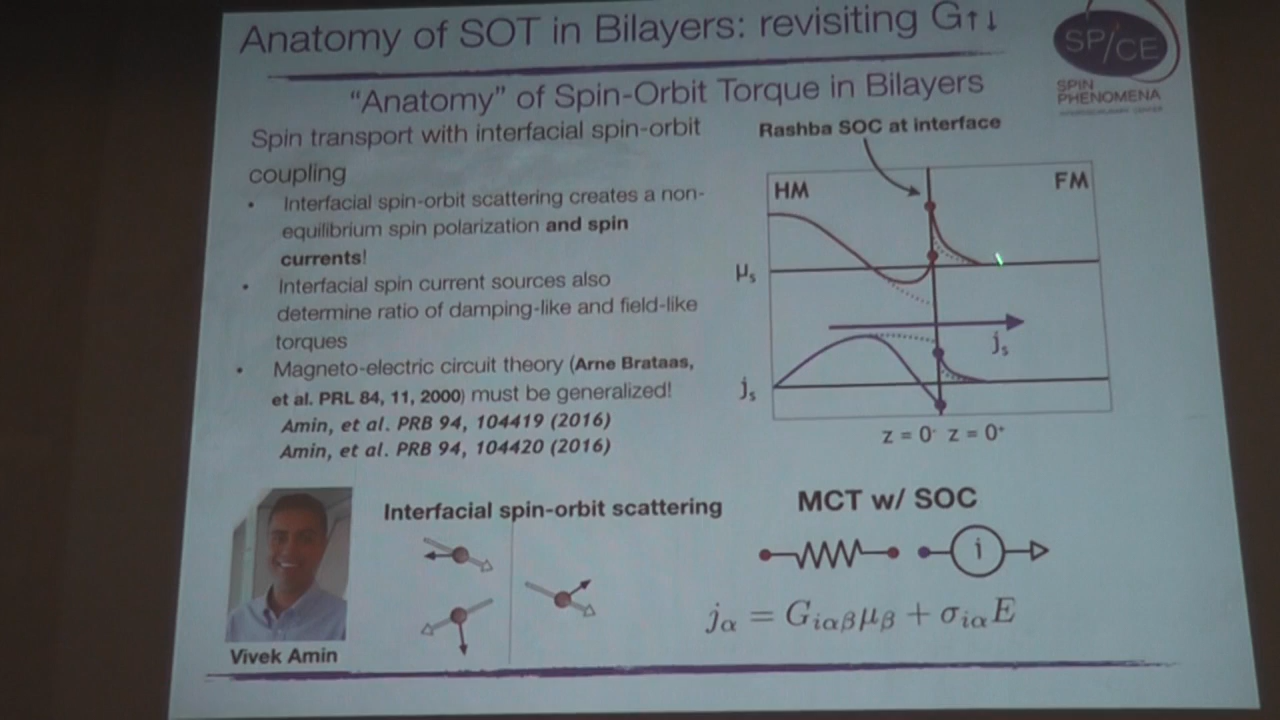 Anatomy of SOT in Bilayers: revisiting G↑↓
SP/CE
SPIN
PHENOMENA
INTERDISCIPLINARY CENTER
"Anatomy" of Spin-Orbit Torque in Bilayers
Spin transport with interfacial spin-orbit
coupling
• Interfacial spin-orbit scattering creates a non-
equilibrium spin polarization and spin
currents!
• Interfacial spin current sources also
determine ratio of damping-like and field-like
torques
• Magneto-electric circuit theory (Arne Brataas,
et al. PRL 84, 11, 2000) must be generalized!
Amin, et al. PRB 94, 104419 (2016)
Amin, et al. PRB 94, 104420 (2016)
Rashba SOC at interface
HM
FM
μs
js
js
z = 0⁻ z = 0⁺
Vivek Amin
Interfacial spin-orbit scattering
MCT w/ SOC
i
jα = Giαβμβ + σiαE